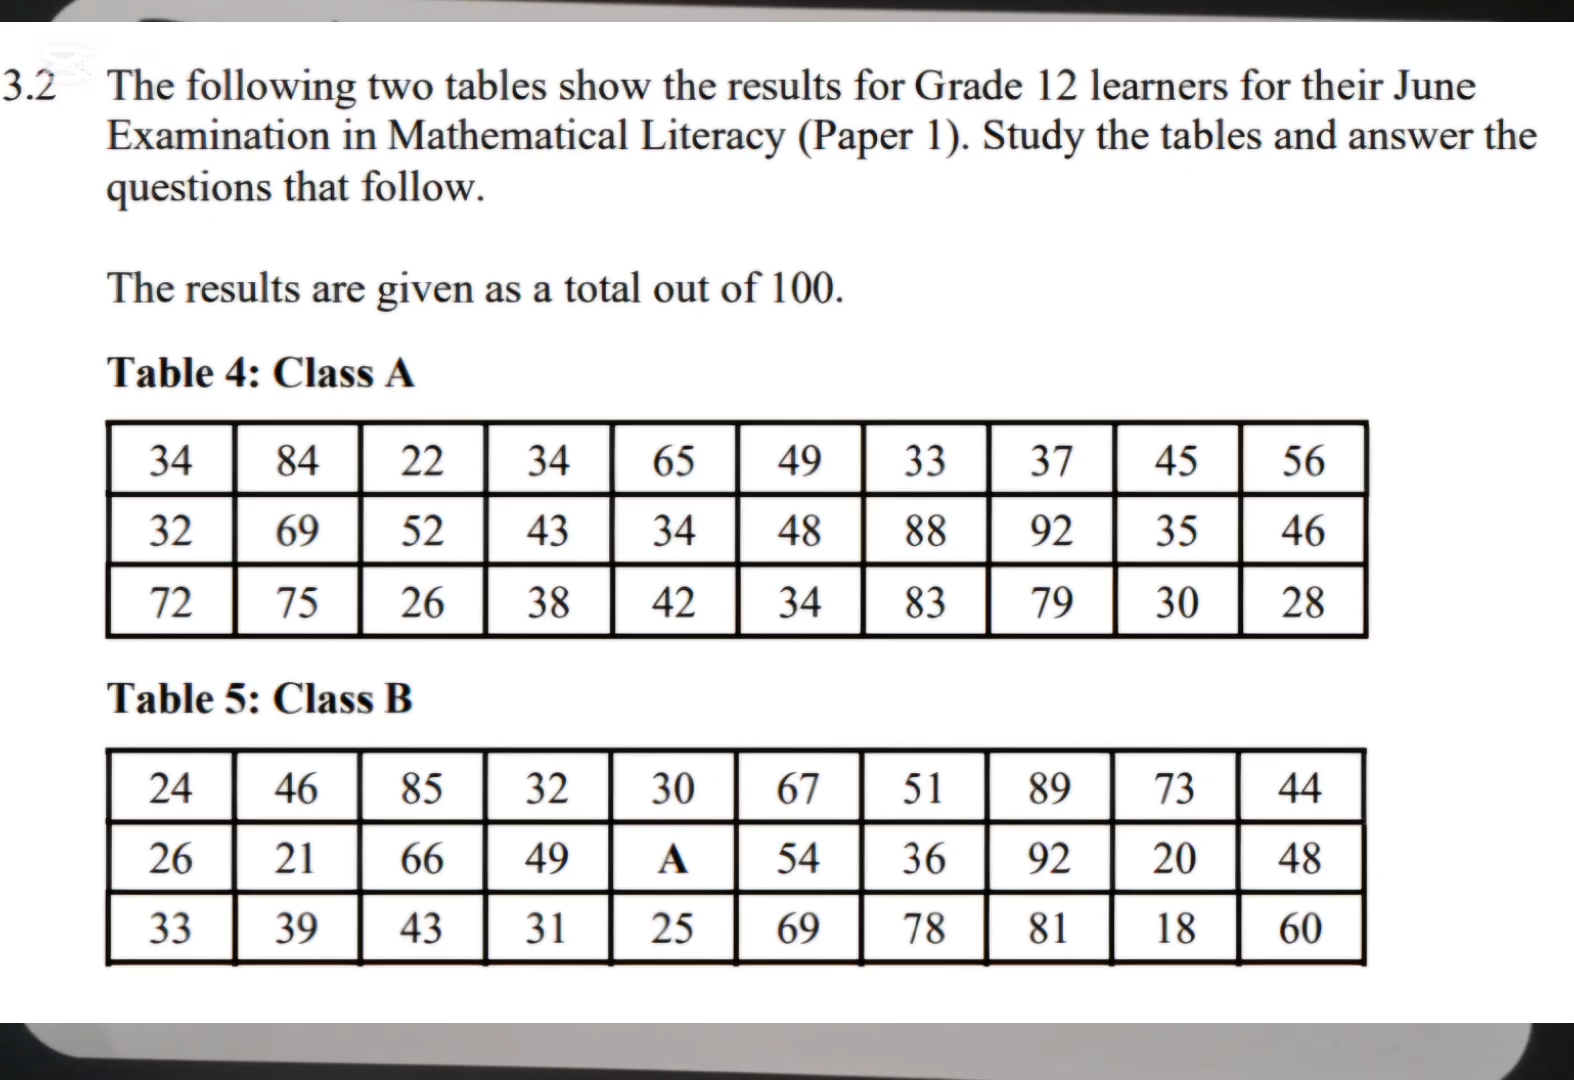 3.2 The following two tables show the results for Grade 12 learners for their June
Examination in Mathematical Literacy (Paper 1). Study the tables and answer the
questions that follow.
The results are given as a total out of 100.
Table 4: Class A
34 84 22 34 65 49 33 37 45 56
32 69 52 43 34 48 88 92 35 46
72 75 26 38 42 34 83 79 30 28
Table 5: Class B
24 46 85 32 30 67 51 89 73 44
26 21 66 49 A 54 36 92 20 48
33 39 43 31 25 69 78 81 18 60